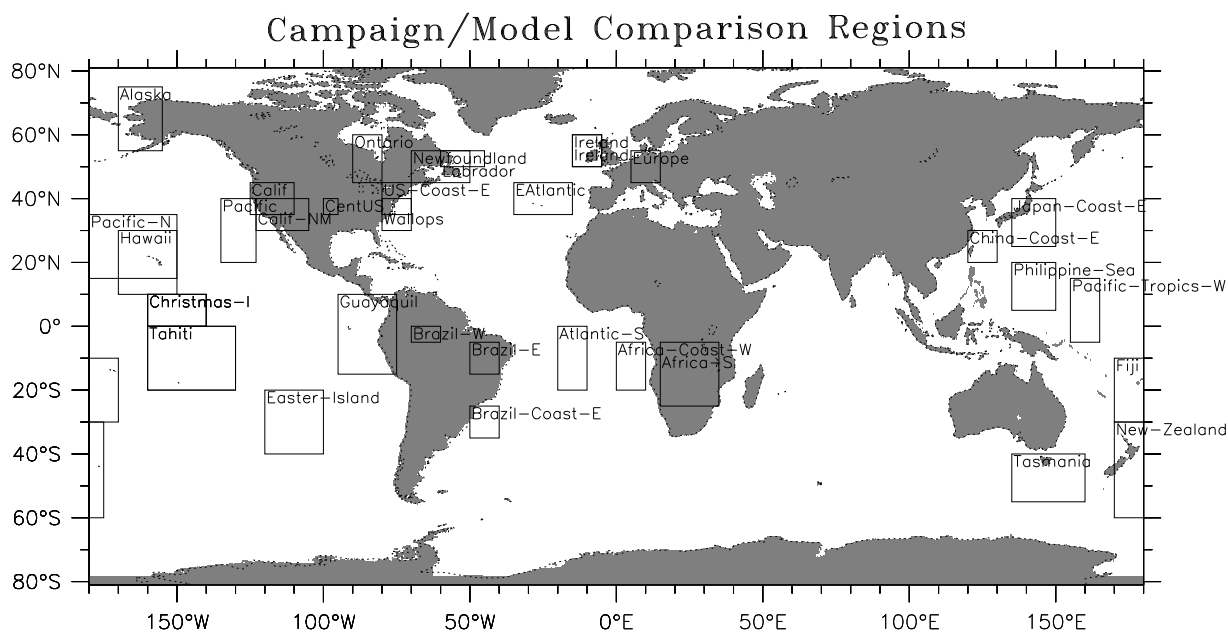 Campaign/Model Comparison Regions
80°N
60°N
40°N
20°N
0°
20°S
40°S
60°S
80°S
Alaska
Ontario
Ireland
Ireland
Newfoundland
Europe
Labrador
Calif
US-Coast-E
EAtlantic
Pacific
CentUS
Japan-Coast-E
Pacific-N
Calif-NM
Wallops
Hawaii
China-Coast-E
Philippine-Sea
Pacific-Tropics-W
Christmas-I
Guayaquil
Tahiti
Brazil-W
Atlantic-S
Brazil-E
Africa-Coast-W
Africa-S
Fiji
Easter-Island
Brazil-Coast-E
New-Zealand
Tasmania
150°W
100°W
50°W
0°E
50°E
100°E
150°E